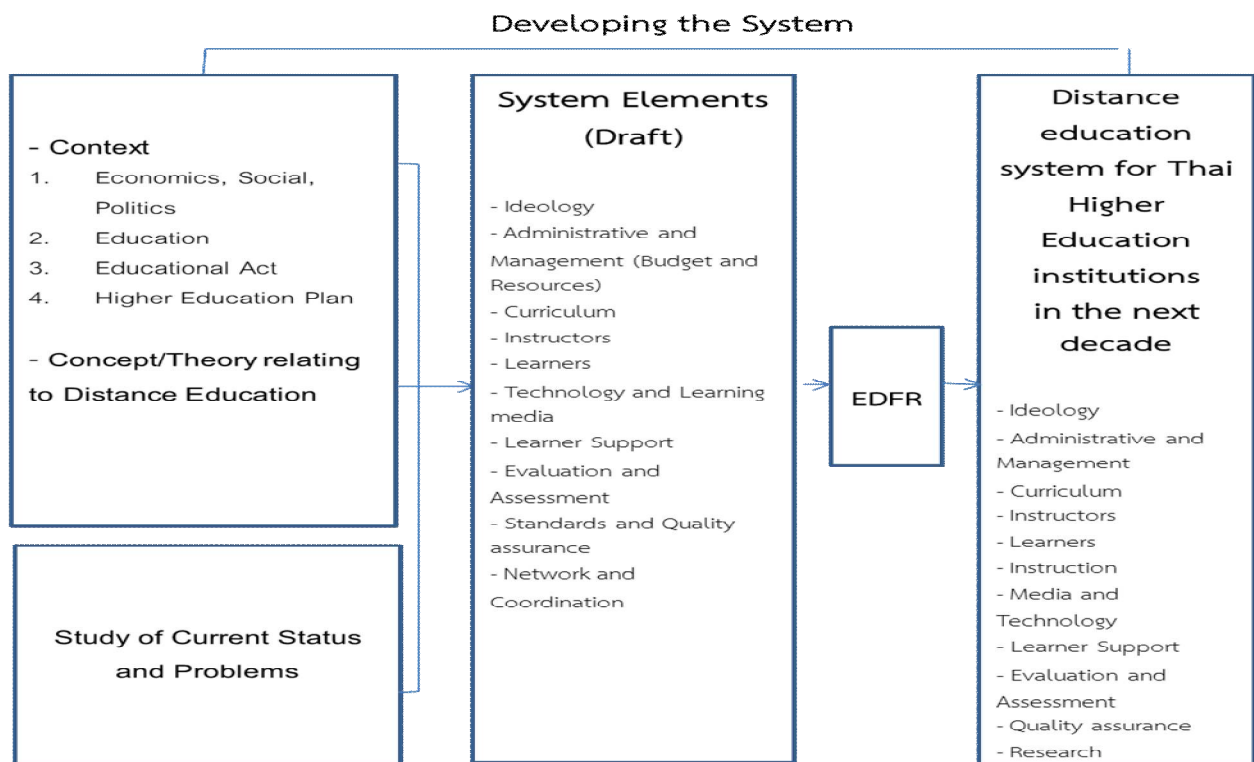 Developing the System
- Context
1. Economics, Social,
Politics
2. Education
3. Educational Act
4. Higher Education Plan
- Concept/Theory relating
to Distance Education
Study of Current Status
and Problems
System Elements
(Draft)
- Ideology
- Administrative and
Management (Budget and
Resources)
- Curriculum
- Instructors
- Learners
- Technology and Learning
media
- Learner Support
- Evaluation and
Assessment
- Standards and Quality
assurance
- Network and
Coordination
EDFR
Distance
education
system for Thai
Higher
Education
institutions
in the next
decade
- Ideology
- Administrative and
Management
- Curriculum
- Instructors
- Learners
- Instruction
- Media and
Technology
- Learner Support
- Evaluation and
Assessment
- Quality assurance
- Research